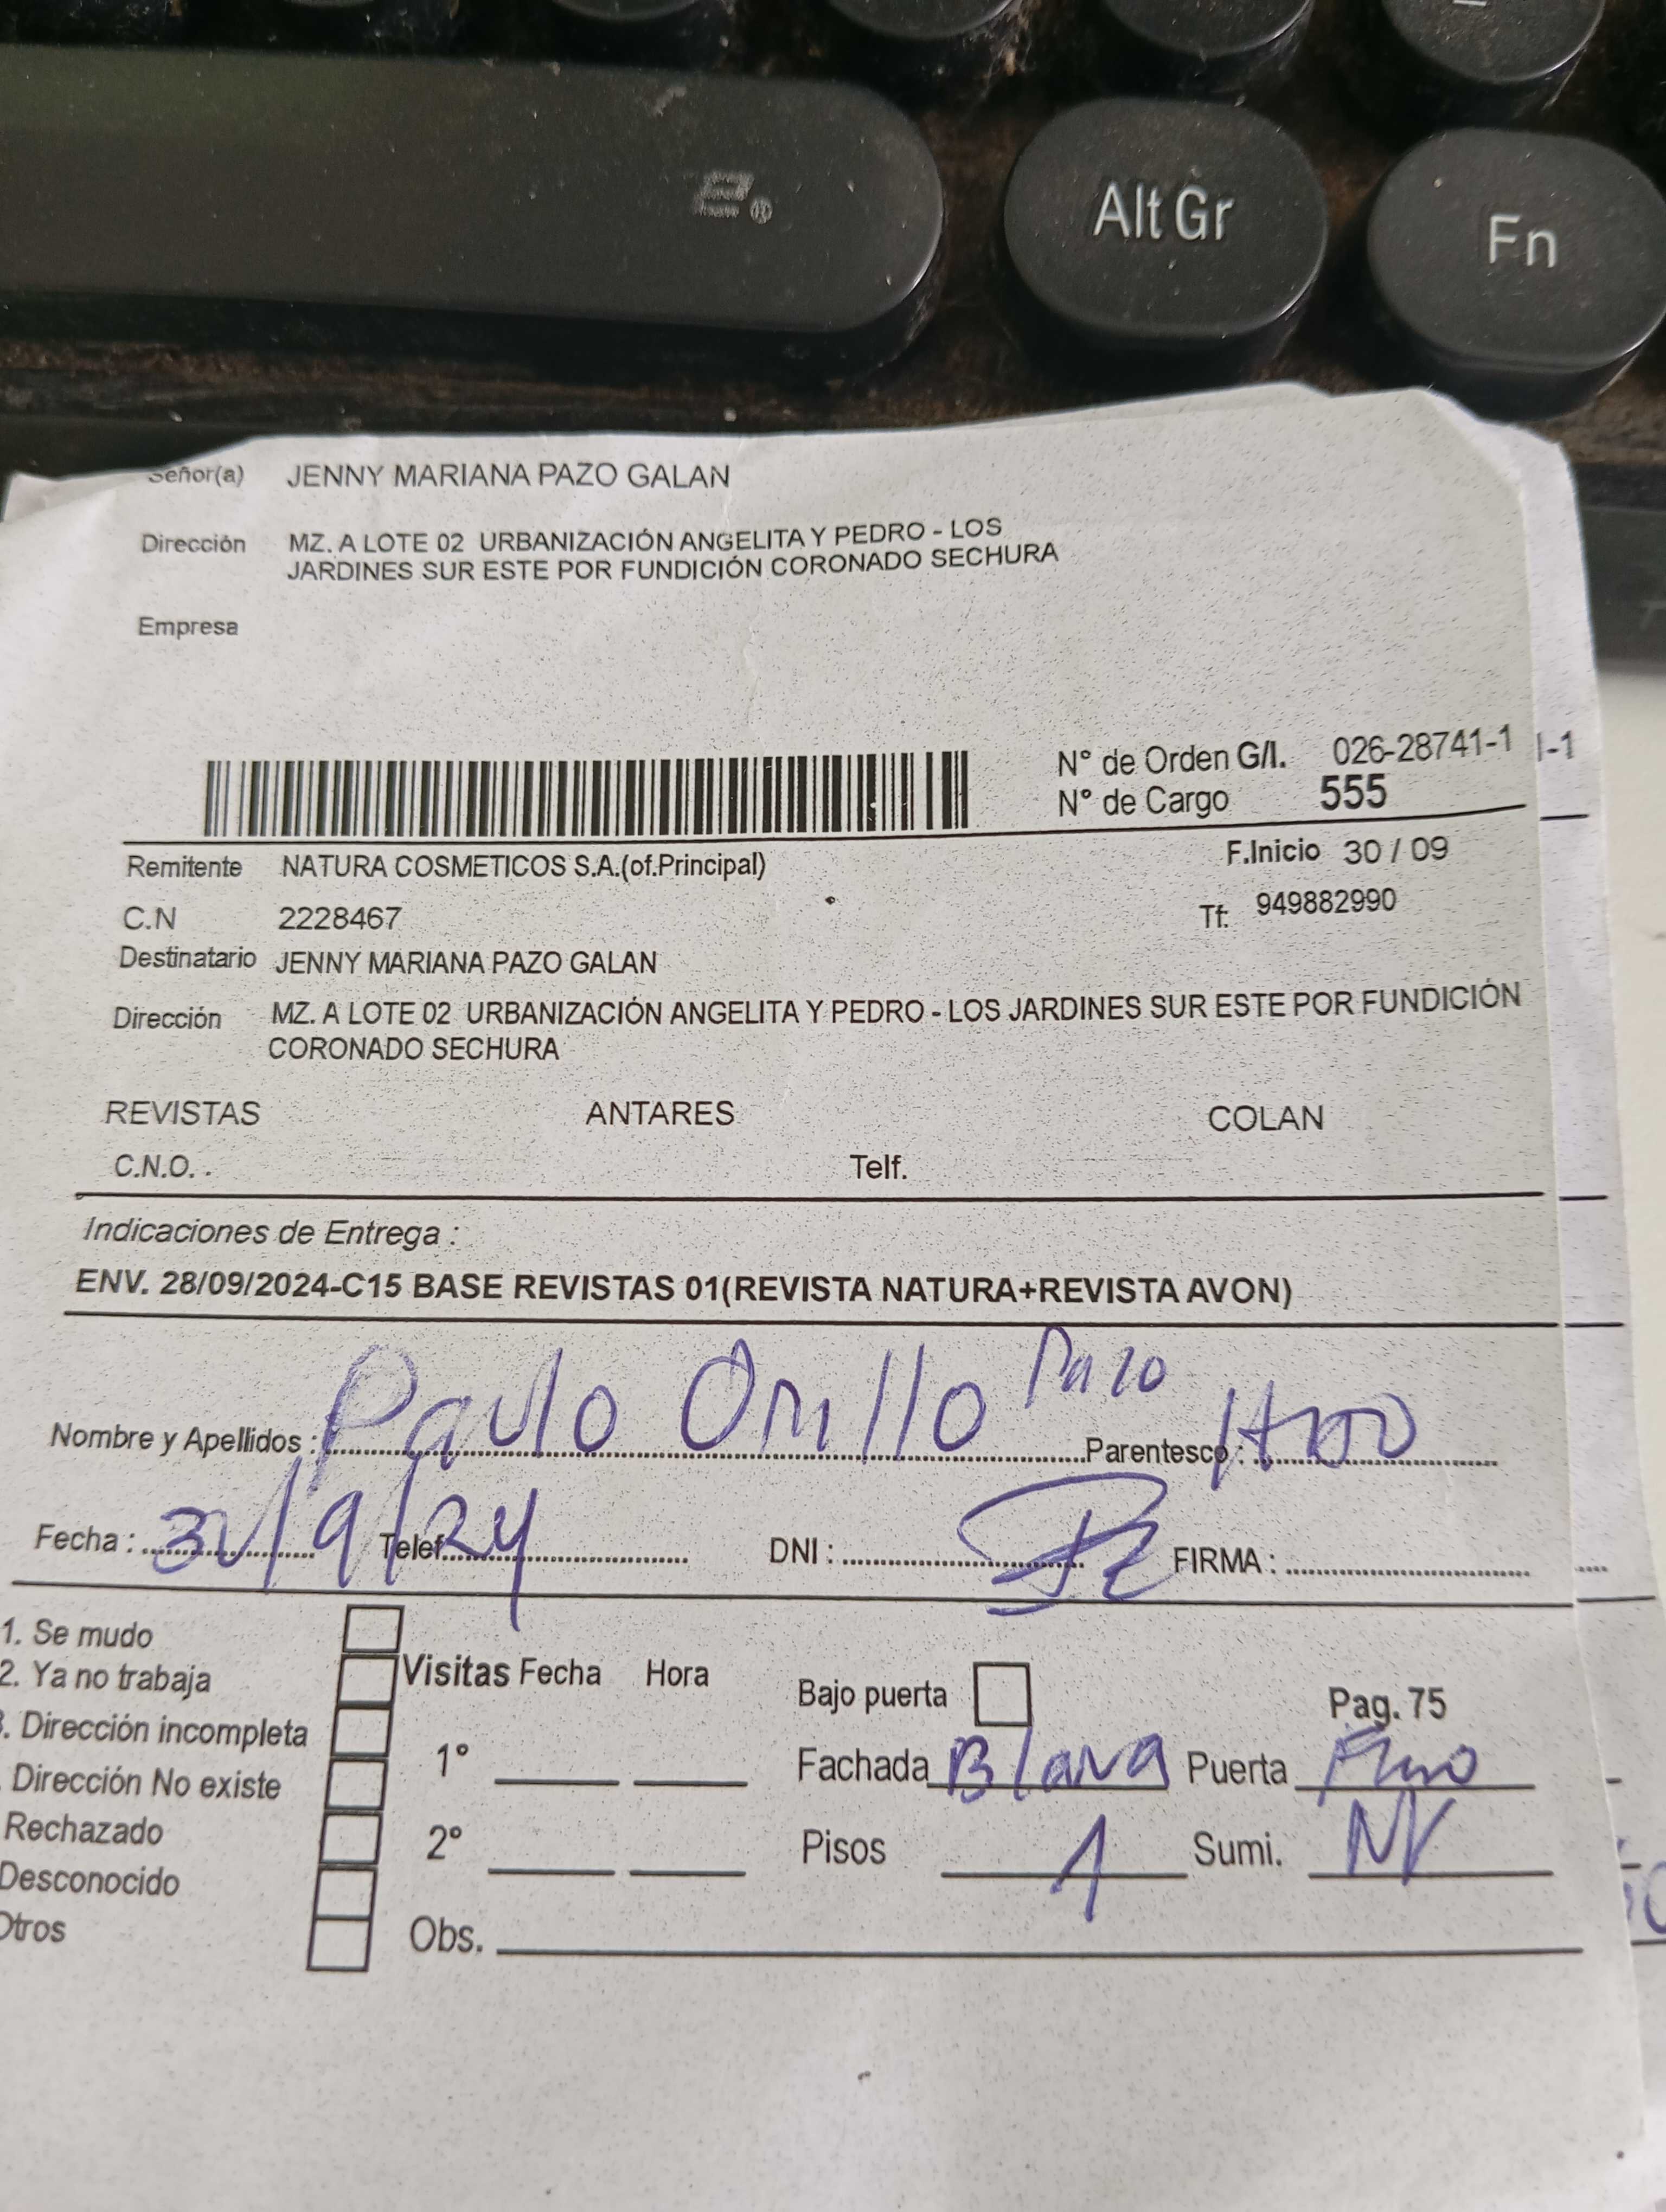 Alt Gr
Fn
Señor(a) JENNY MARIANA PAZO GALAN
Dirección MZ. A LOTE 02 URBANIZACIÓN ANGELITA Y PEDRO - LOS
JARDINES SUR ESTE POR FUNDICIÓN CORONADO SECHURA
Empresa
N° de Orden G/I. 026-28741-1 -1
N° de Cargo 555
F.Inicio 30 / 09
Remitente NATURA COSMETICOS S.A.(of.Principal)
C.N 2228467 Tf: 949882990
Destinatario JENNY MARIANA PAZO GALAN
Dirección MZ. A LOTE 02 URBANIZACIÓN ANGELITA Y PEDRO - LOS JARDINES SUR ESTE POR FUNDICIÓN
CORONADO SECHURA
REVISTAS ANTARES COLAN
C.N.O. . Telf.
Indicaciones de Entrega :
ENV. 28/09/2024-C15 BASE REVISTAS 01(REVISTA NATURA+REVISTA AVON)
Nombre y Apellidos : Paulo Pazo Parentesco :
Fecha : /9/24 Telef. DNI : FIRMA :
1. Se mudo
2. Ya no trabaja Visitas Fecha Hora Bajo puerta Pag. 75
. Dirección incompleta
1° Fachada Puerta
. Dirección No existe
Rechazado 2° Pisos 1 Sumi.
Desconocido
Otros Obs.